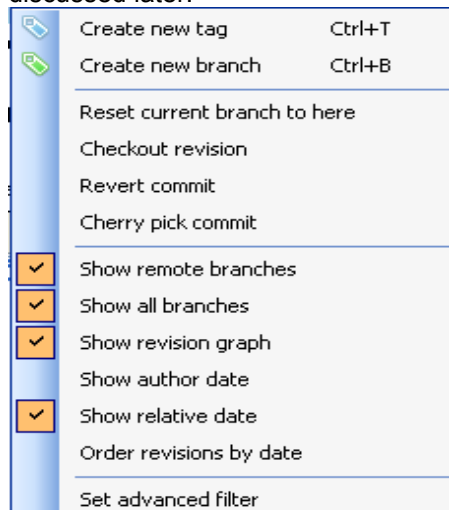 discussed later.
Create new tag Ctrl+T
Create new branch Ctrl+B
Reset current branch to here
Checkout revision
Revert commit
Cherry pick commit
Show remote branches
Show all branches
Show revision graph
Show author date
Show relative date
Order revisions by date
Set advanced filter